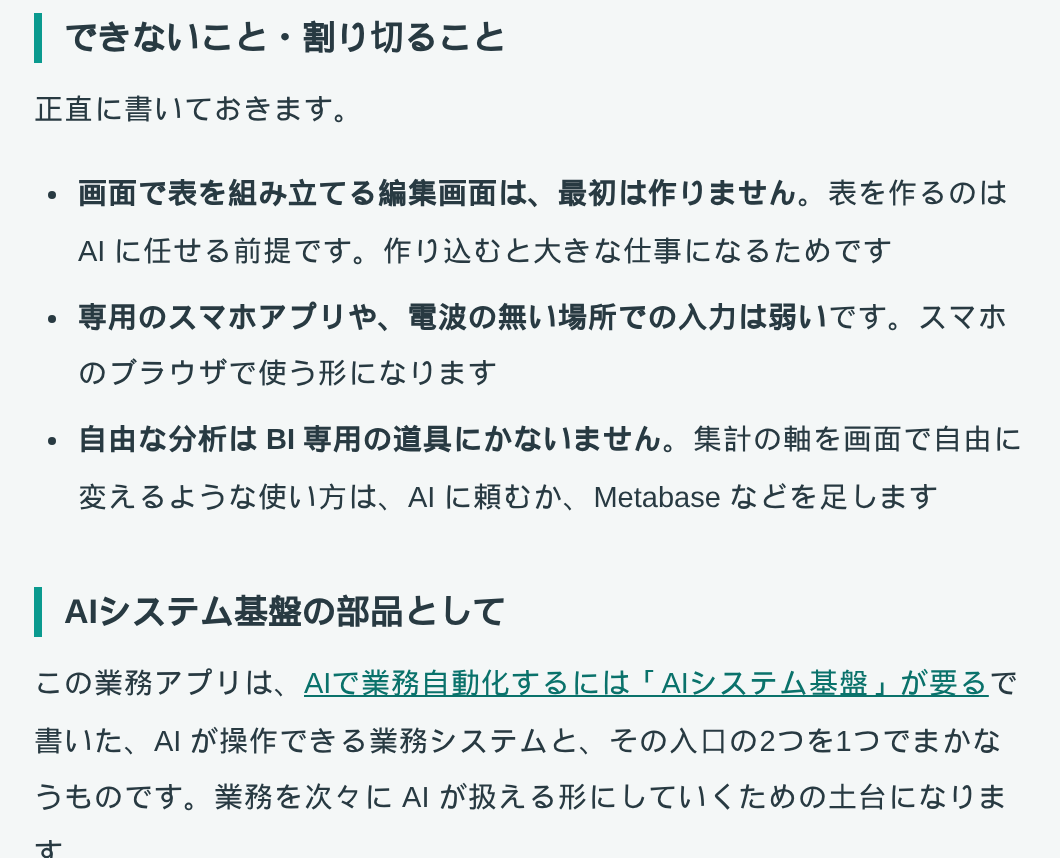 できないこと・割り切ること
正直に書いておきます。
• 画面で表を組み立てる編集画面は、最初は作りません。表を作るのは
AI に任せる前提です。作り込むと大きな仕事になるためです
• 専用のスマホアプリや、電波の無い場所での入力は弱いです。スマホ
のブラウザで使う形になります
• 自由な分析は BI 専用の道具にかないません。集計の軸を画面で自由に
変えるような使い方は、AI に頼むか、Metabase などを足します
AIシステム基盤の部品として
この業務アプリは、AIで業務自動化するには「AIシステム基盤」が要るで
書いた、AI が操作できる業務システムと、その入口の2つを1つでまかな
うものです。業務を次々に AI が扱える形にしていくための土台になりま
す